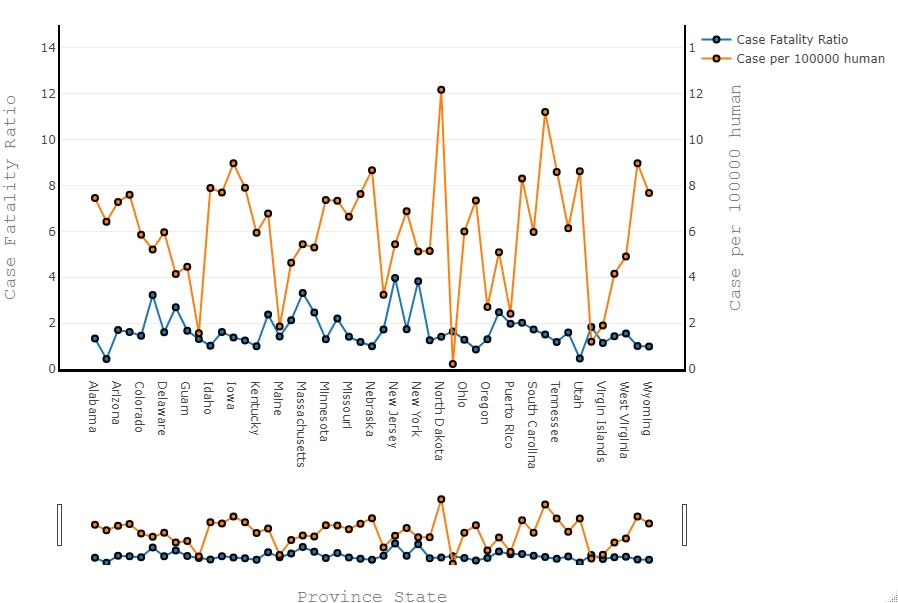 Case Fatality Ratio
Case per 100000 human
14
12
10
8
6
4
2
0
1
12
10
8
6
4
2
0
Case Fatality Ratio
Case per 100000 human
Alabama
Arizona
Colorado
Delaware
Guam
Idaho
Iowa
Kentucky
Maine
Massachusetts
Minnesota
Missouri
Nebraska
New Jersey
New York
North Dakota
Ohio
Oregon
Puerto Rico
South Carolina
Tennessee
Utah
Virgin Islands
West Virginia
Wyoming
Province State